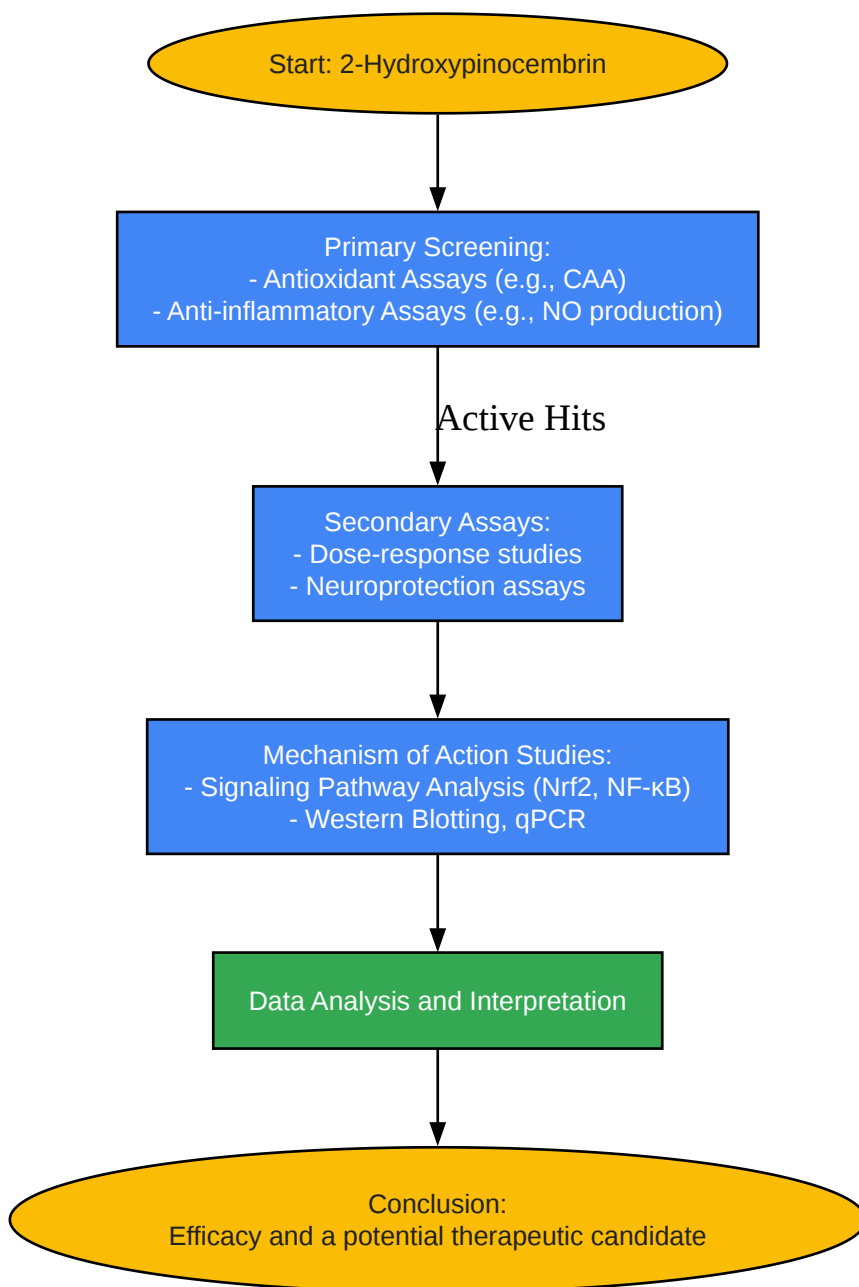 Start: 2-Hydroxypinocembrin
Primary Screening:
- Antioxidant Assays (e.g., CAA)
- Anti-inflammatory Assays (e.g., NO production)
Active Hits
Secondary Assays:
- Dose-response studies
- Neuroprotection assays
Mechanism of Action Studies:
- Signaling Pathway Analysis (Nrf2, NF-κB)
- Western Blotting, qPCR
Data Analysis and Interpretation
Conclusion:
Efficacy and a potential therapeutic candidate